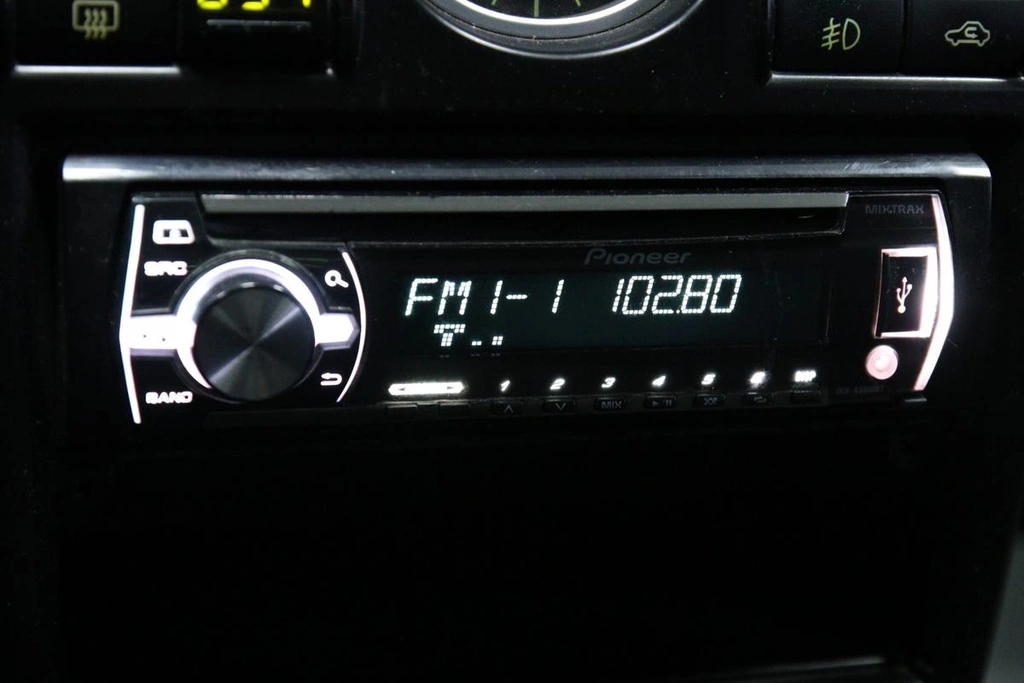 MIXTRAX
Pioneer
SRC
FM1-1 102.80
BAND
1 2 3 4 5 6
MIX